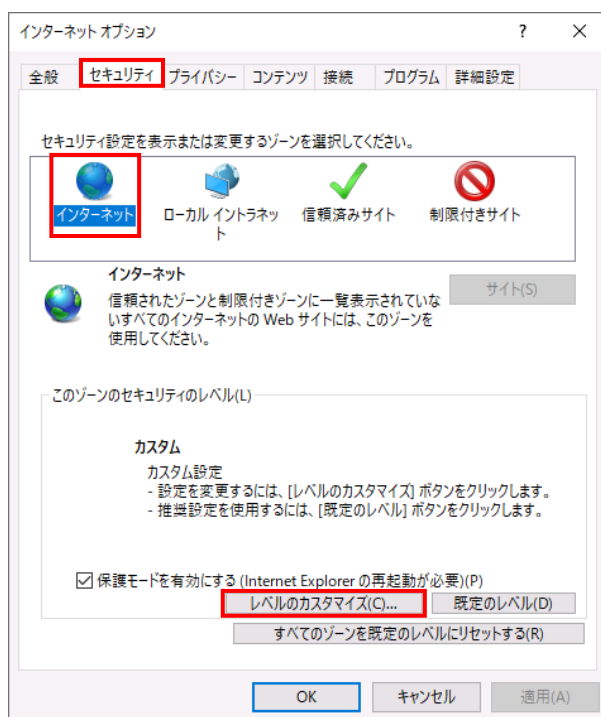 インターネット オプション
全般 セキュリティ プライバシー コンテンツ 接続 プログラム 詳細設定
セキュリティ設定を表示または変更するゾーンを選択してください。
インターネット ローカル イントラネッ 信頼済みサイト 制限付きサイト
ト
インターネット
サイト(S)
信頼されたゾーンと制限付きゾーンに一覧表示されていな
いすべてのインターネットの Web サイトには、このゾーンを
使用してください。
このゾーンのセキュリティのレベル(L)
カスタム
カスタム設定
- 設定を変更するには、[レベルのカスタマイズ] ボタンをクリックします。
- 推奨設定を使用するには、[既定のレベル] ボタンをクリックします。
保護モードを有効にする (Internet Explorer の再起動が必要)(P)
レベルのカスタマイズ(C)... 既定のレベル(D)
すべてのゾーンを既定のレベルにリセットする(R)
OK キャンセル 適用(A)